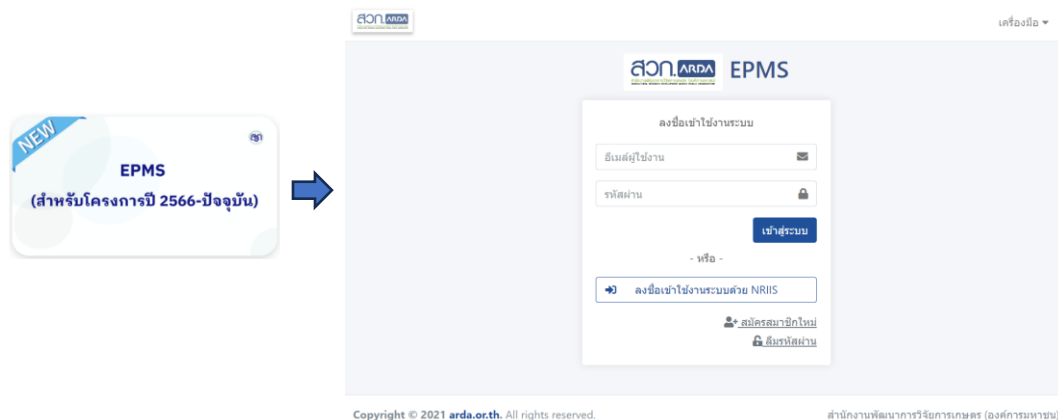 สวก. ARDA
เครื่องมือ
สวก. ARDA EPMS
ลงชื่อเข้าใช้งานระบบ
อีเมล์ผู้ใช้งาน
รหัสผ่าน
เข้าสู่ระบบ
- หรือ -
ลงชื่อเข้าใช้งานระบบด้วย NRIIS
สมัครสมาชิกใหม่
ลืมรหัสผ่าน
NEW
EPMS
(สำหรับโครงการปี 2566-ปัจจุบัน)
Copyright © 2021 arda.or.th. All rights reserved.
สำนักงานพัฒนาการวิจัยการเกษตร (องค์การมหาชน)